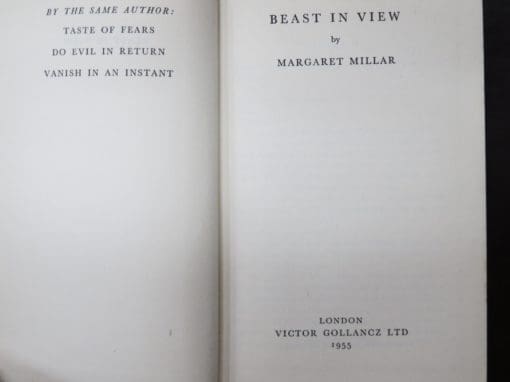 BY THE SAME AUTHOR:
TASTE OF FEARS
DO EVIL IN RETURN
VANISH IN AN INSTANT
BEAST IN VIEW
by
MARGARET MILLAR
LONDON
VICTOR GOLLANCZ LTD
1955